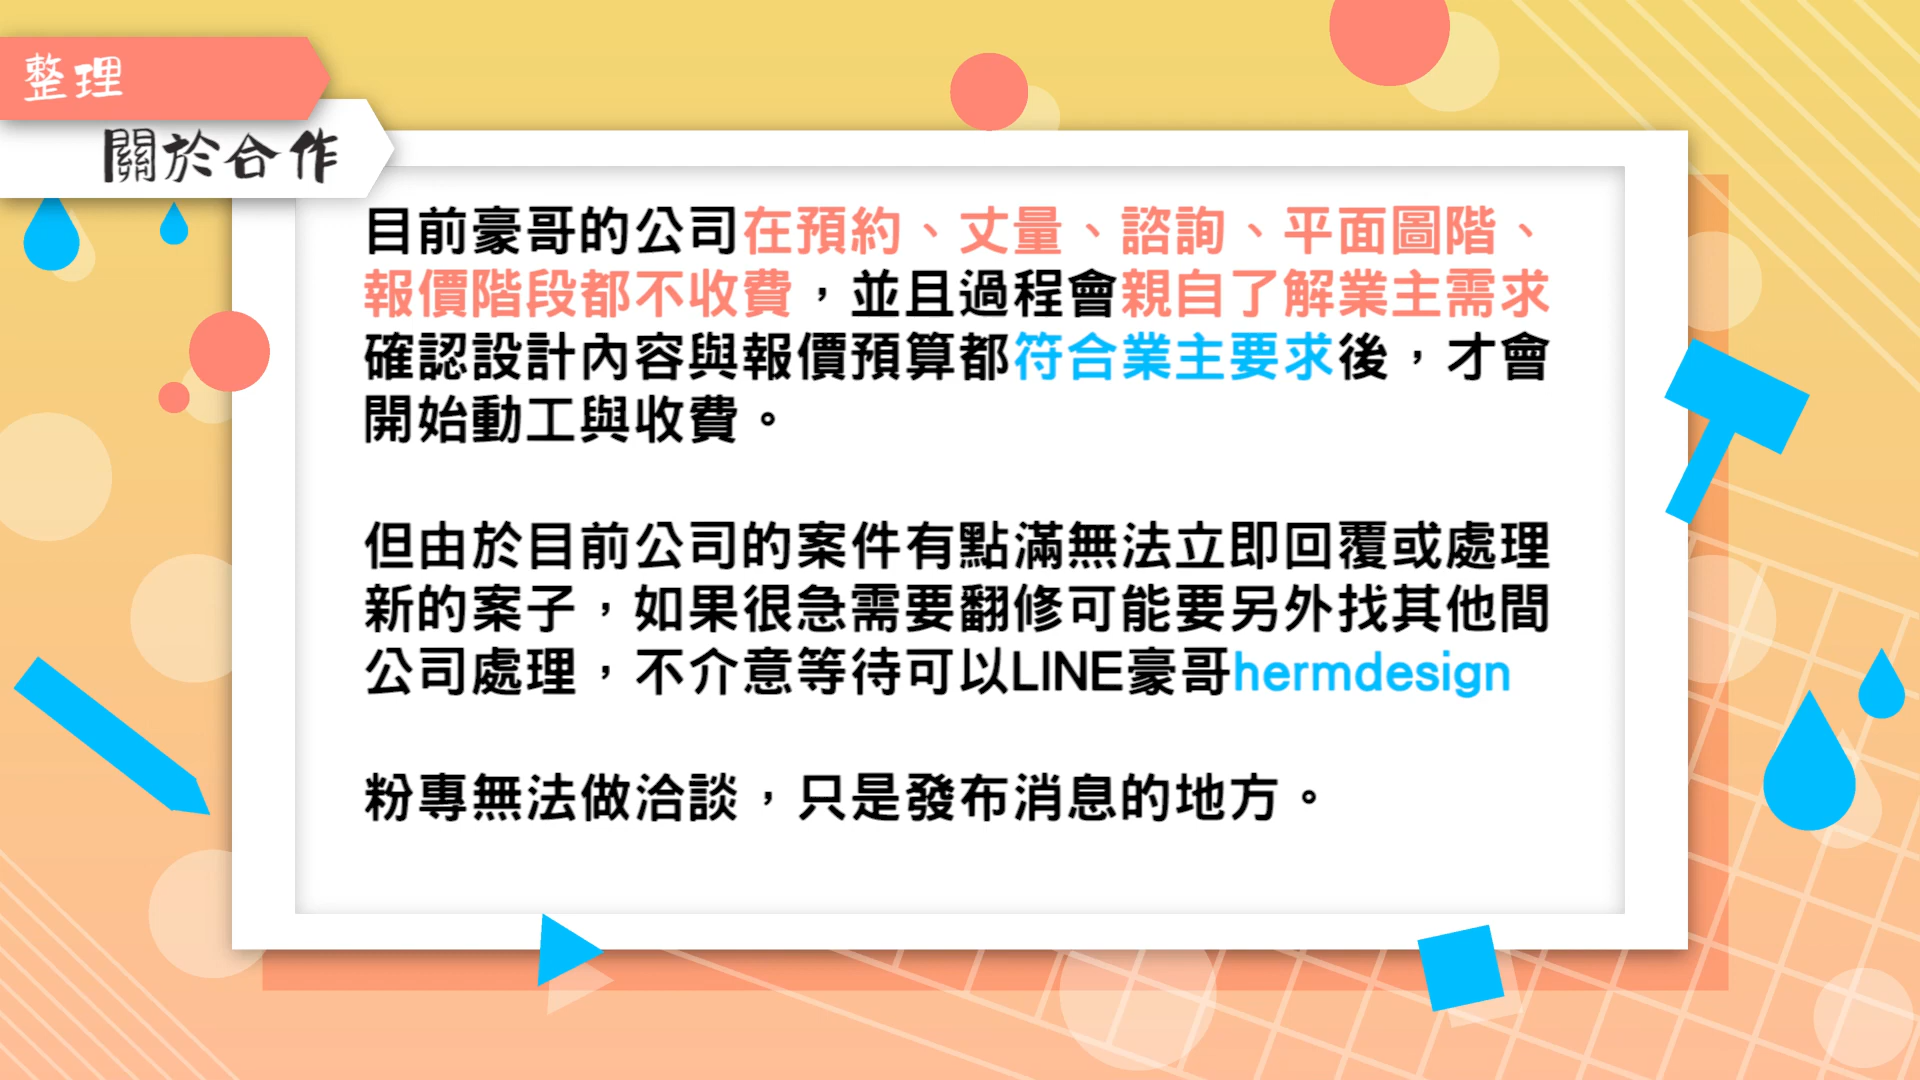 整理
關於合作
目前豪哥的公司在預約、丈量、諮詢、平面圖階、
報價階段都不收費，並且過程會親自了解業主需求
確認設計內容與報價預算都符合業主要求後，才會
開始動工與收費。
但由於目前公司的案件有點滿無法立即回覆或處理
新的案子，如果很急需要翻修可能要另外找其他間
公司處理，不介意等待可以LINE豪哥hermdesign
粉專無法做洽談，只是發布消息的地方。